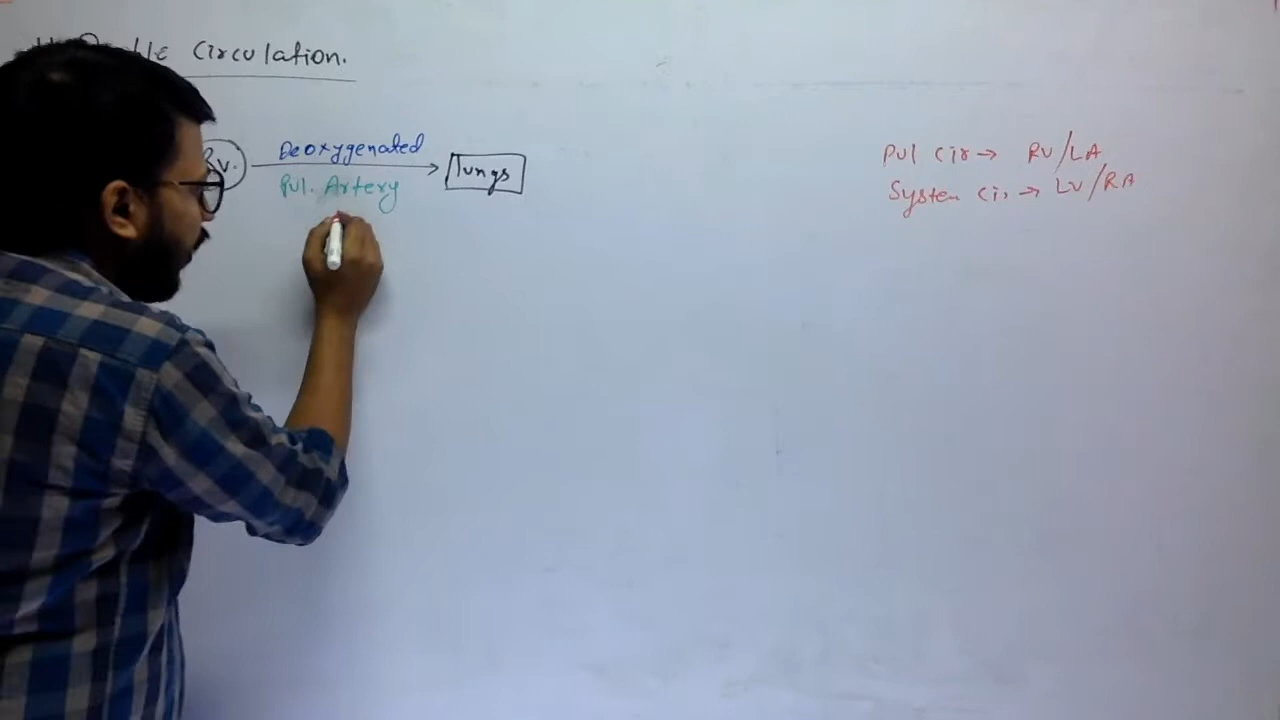 Circulation.
Deoxygenated
Pul. Artery
lungs
Pul Cir → RV/LA
System Cir → LV/RA